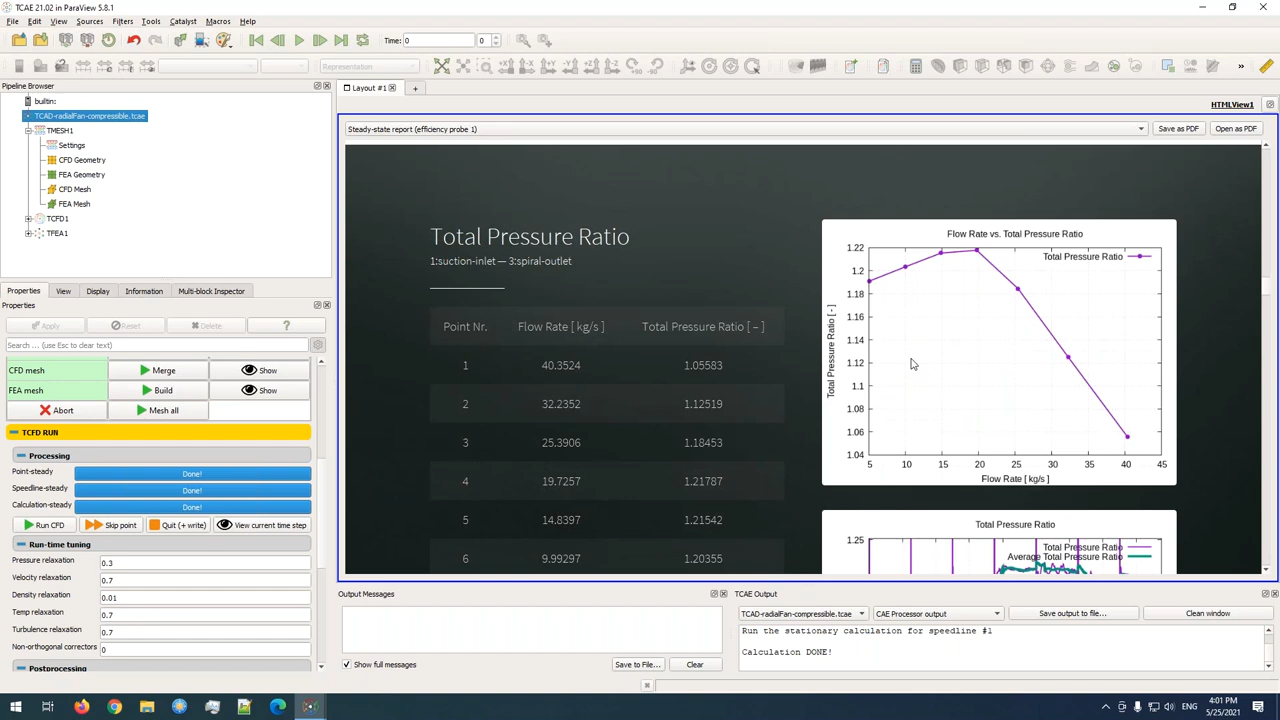 TCAE 21.02 in ParaView 5.8.1
File Edit View Sources Filters Tools Catalyst Macros Help
Time: 0 0
Representation
Pipeline Browser
builtin:
TCAD-radialFan-compressible.tcae
TMESH1
Settings
CFD Geometry
FEA Geometry
CFD Mesh
FEA Mesh
TCFD1
TFEA1
Properties View Display Information Multi-block Inspector
Properties
Apply Reset Delete ?
Search ... (use Esc to clear text)
CFD mesh Merge Show
FEA mesh Build Show
Abort Mesh all
TCFD RUN
Processing
Point-steady Done!
Speedline-steady Done!
Calculation-steady Done!
Run CFD Skip point Quit (+ write) View current time step
Run-time tuning
Pressure relaxation 0.3
Velocity relaxation 0.7
Density relaxation 0.01
Temp relaxation 0.7
Turbulence relaxation 0.7
Non-orthogonal correctors 0
Postprocessing
Layout #1 +
HTMLView1
Steady-state report (efficiency probe 1) Save as PDF Open as PDF
Total Pressure Ratio
1:suction-inlet — 3:spiral-outlet
Point Nr. Flow Rate [ kg/s ] Total Pressure Ratio [ – ]
1 40.3524 1.05583
2 32.2352 1.12519
3 25.3906 1.18453
4 19.7257 1.21787
5 14.8397 1.21542
6 9.99297 1.20355
Flow Rate vs. Total Pressure Ratio
Total Pressure Ratio
Total Pressure Ratio [ - ]
1.22
1.2
1.18
1.16
1.14
1.12
1.1
1.08
1.06
1.04
5 10 15 20 25 30 35 40 45
Flow Rate [ kg/s ]
Total Pressure Ratio
1.25
Total Pressure Ratio
Average Total Pressure Ratio
Output Messages
Show full messages Save to File... Clear
TCAE Output
TCAD-radialFan-compressible.tcae CAE Processor output Save output to file... Clean window
Run the stationary calculation for speedline #1
Calculation DONE!
ENG
4:01 PM
5/25/2021